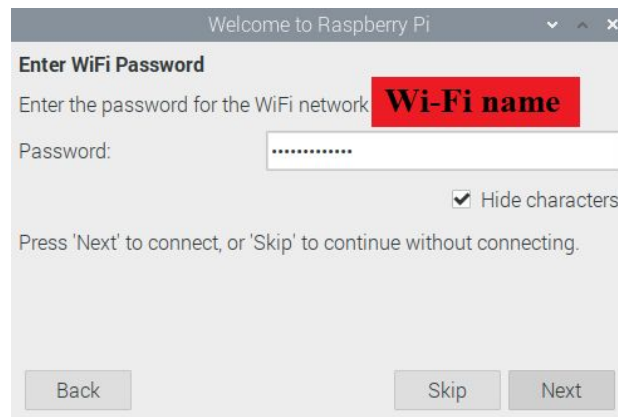 Welcome to Raspberry Pi
Enter WiFi Password
Enter the password for the WiFi network Wi-Fi name
Password: •••••••••••••
Hide characters
Press 'Next' to connect, or 'Skip' to continue without connecting.
Back Skip Next